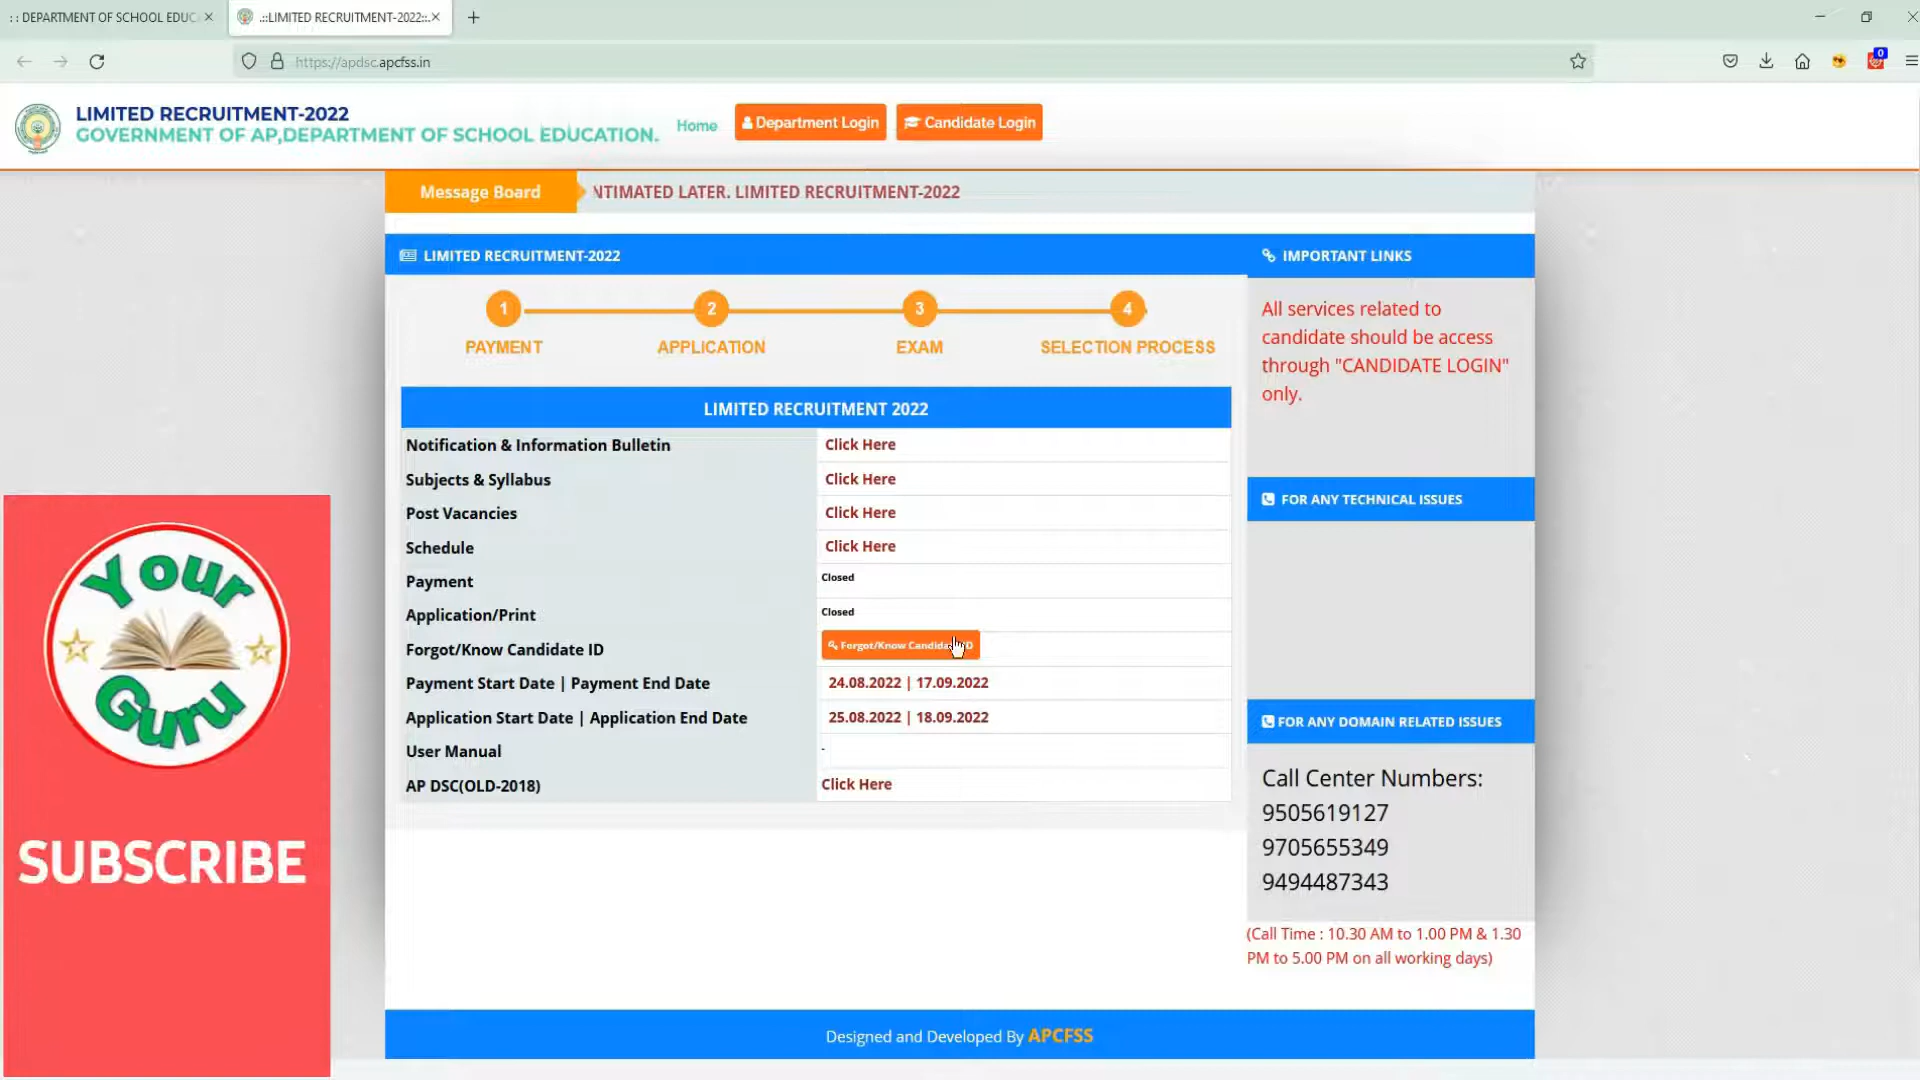 : : DEPARTMENT OF SCHOOL EDUC
.::LIMITED RECRUITMENT-2022::.
https://apdsc.apcfss.in
0
LIMITED RECRUITMENT-2022
GOVERNMENT OF AP,DEPARTMENT OF SCHOOL EDUCATION.
Home
Department Login
Candidate Login
Message Board
NTIMATED LATER. LIMITED RECRUITMENT-2022
LIMITED RECRUITMENT-2022
1
2
3
4
PAYMENT
APPLICATION
EXAM
SELECTION PROCESS
LIMITED RECRUITMENT 2022
Notification & Information Bulletin Click Here
Subjects & Syllabus Click Here
Post Vacancies Click Here
Schedule Click Here
Payment Closed
Application/Print Closed
Forgot/Know Candidate ID Forgot/Know Candidate ID
Payment Start Date | Payment End Date 24.08.2022 | 17.09.2022
Application Start Date | Application End Date 25.08.2022 | 18.09.2022
User Manual -
AP DSC(OLD-2018) Click Here
IMPORTANT LINKS
All services related to
candidate should be access
through "CANDIDATE LOGIN"
only.
FOR ANY TECHNICAL ISSUES
FOR ANY DOMAIN RELATED ISSUES
Call Center Numbers:
9505619127
9705655349
9494487343
(Call Time : 10.30 AM to 1.00 PM & 1.30
PM to 5.00 PM on all working days)
Your
Guru
SUBSCRIBE
Designed and Developed By APCFSS